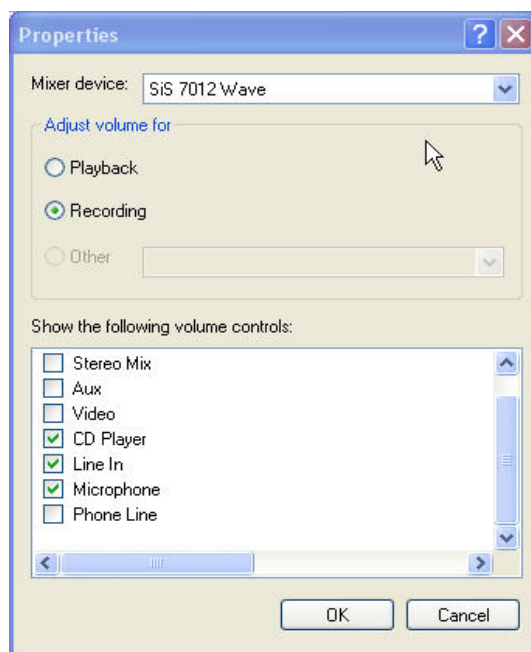 Properties
Mixer device: SiS 7012 Wave
Adjust volume for
Playback
Recording
Other
Show the following volume controls:
Stereo Mix
Aux
Video
CD Player
Line In
Microphone
Phone Line
OK Cancel